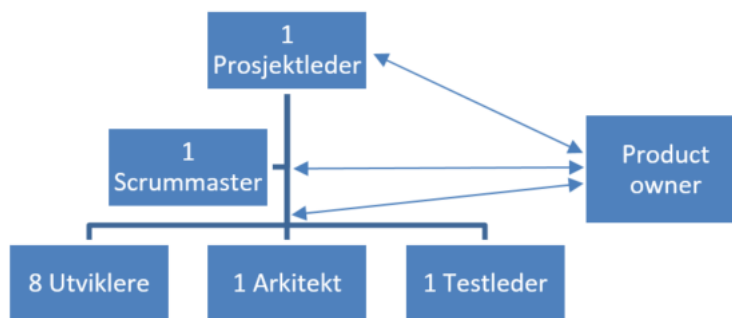 1
Prosjektleder
1
Scrummaster
Product
owner
8 Utviklere
1 Arkitekt
1 Testleder